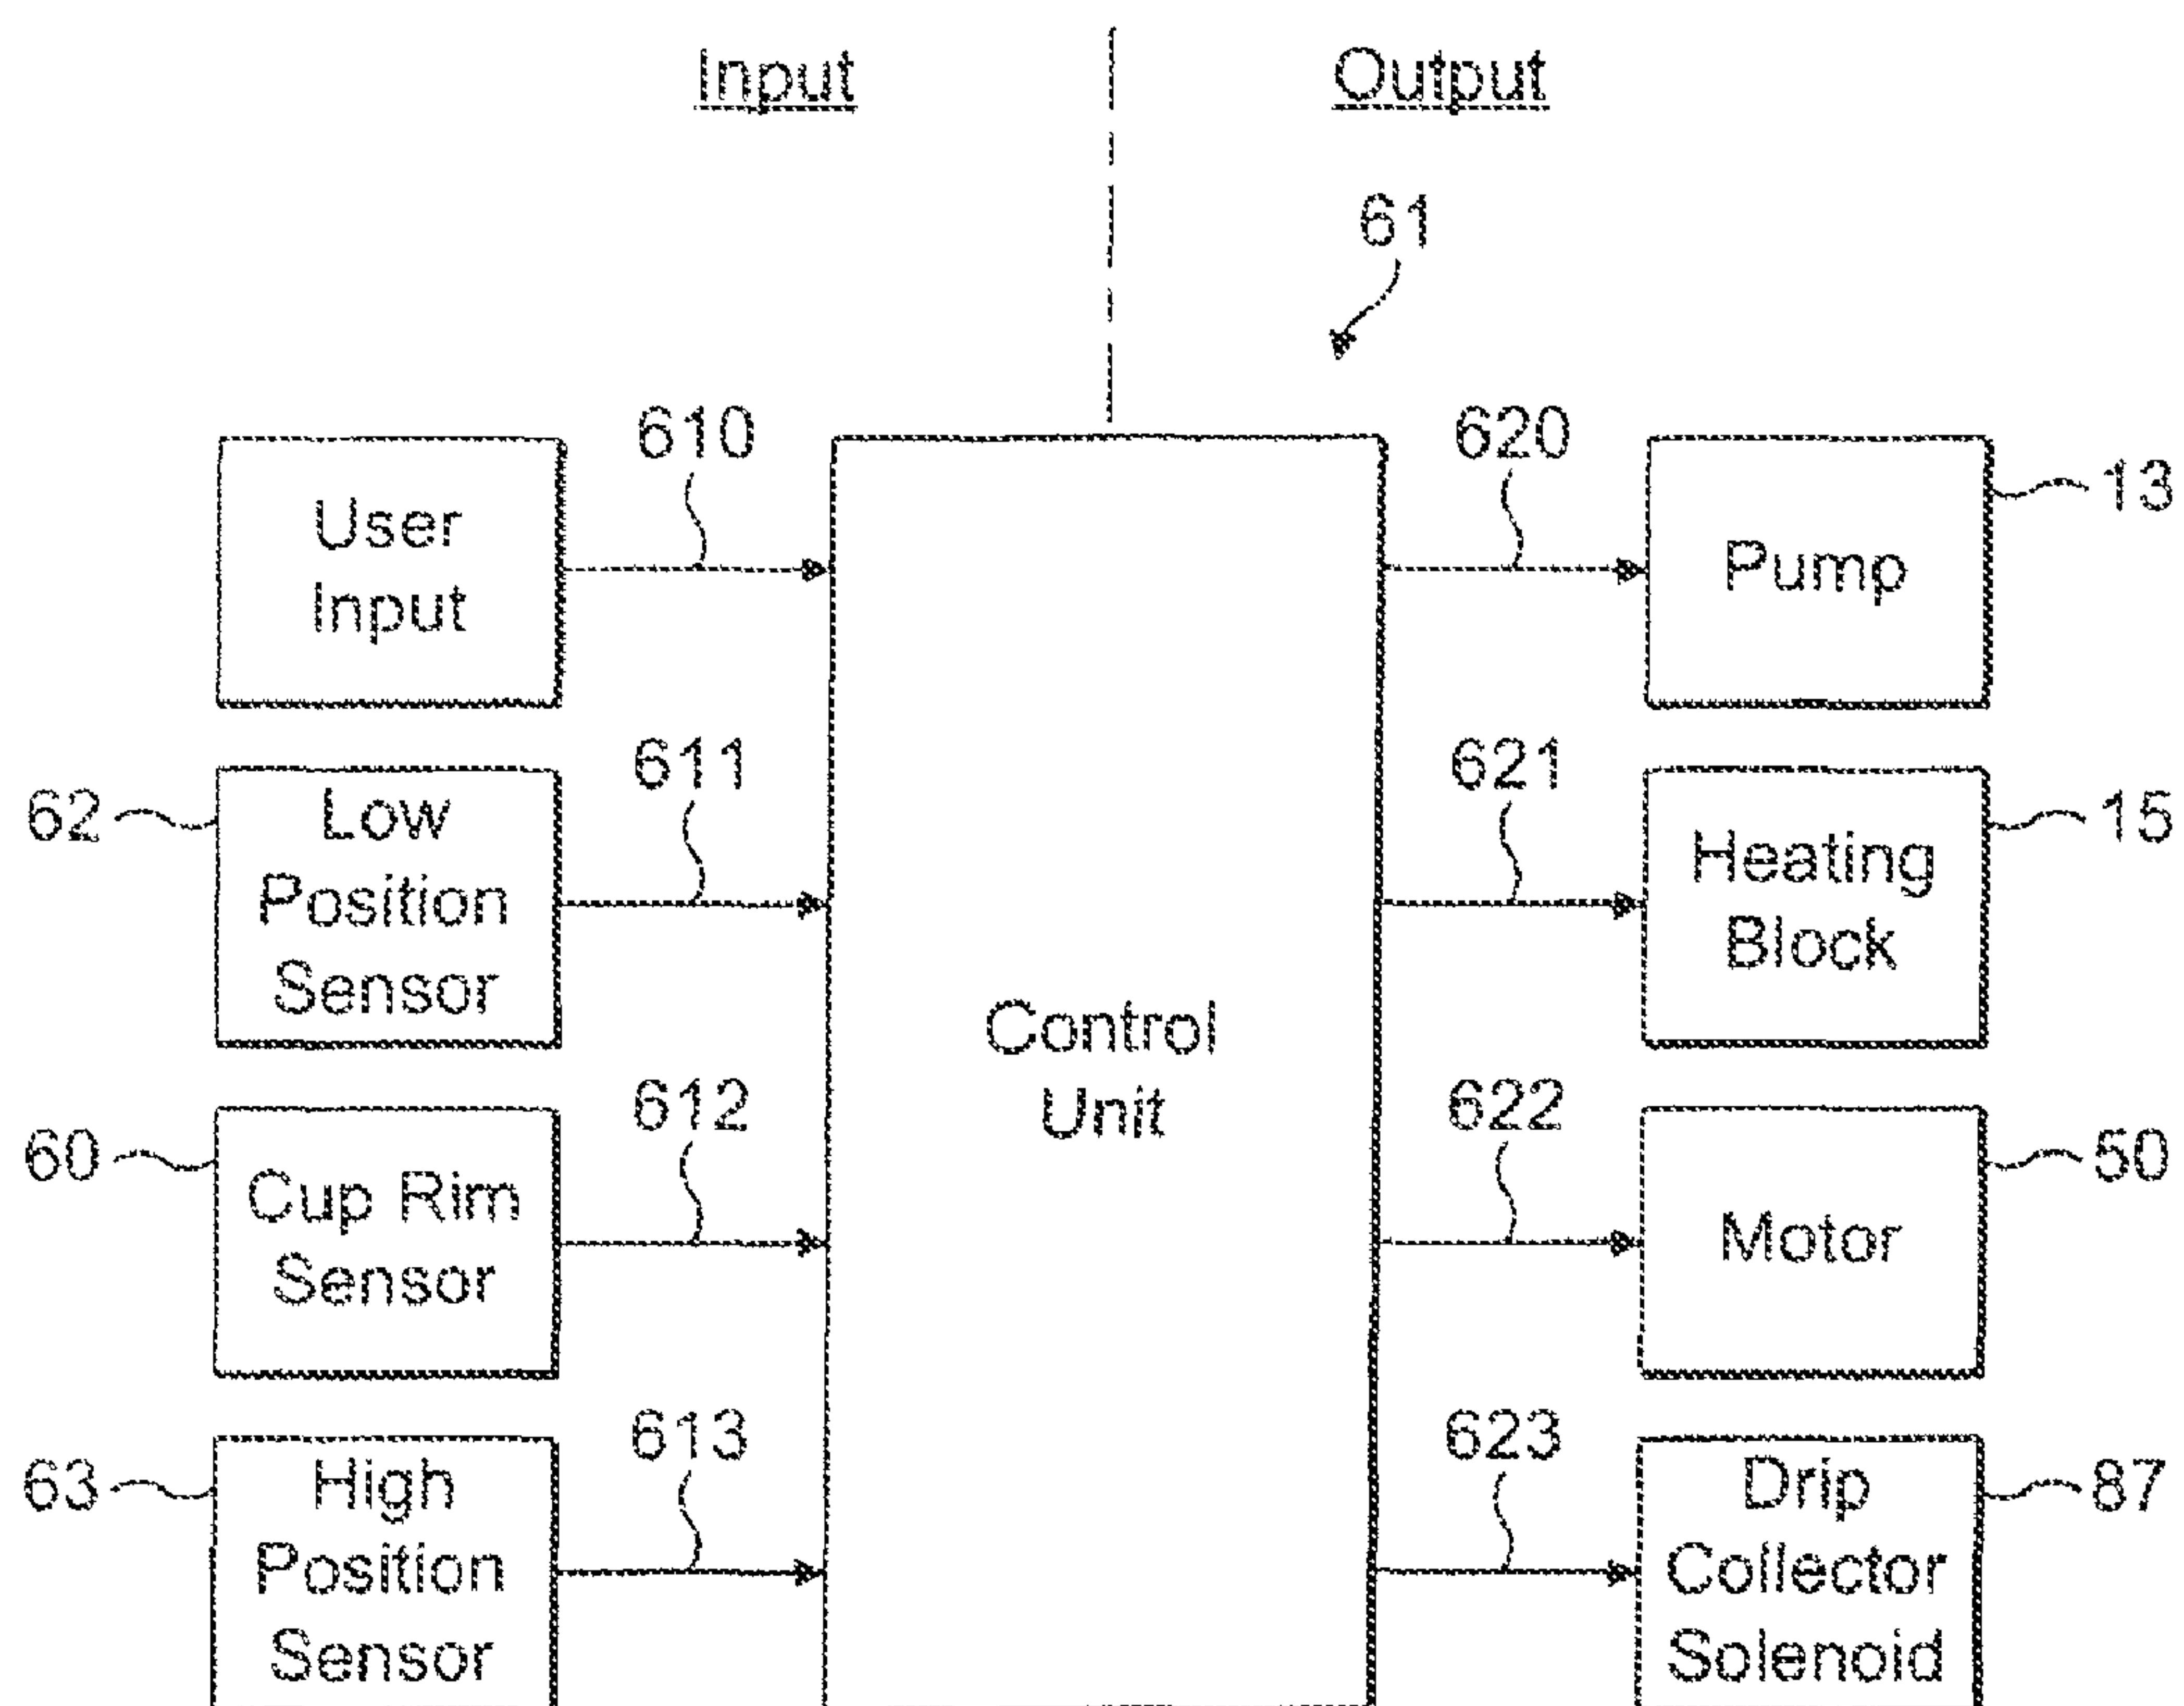 Input
Output
61
610
620
User
Input
Pump
13
611
621
62
Low
Position
Sensor
Heating
Block
15
Control
Unit
612
622
60
Cup Rim
Sensor
Motor
50
613
623
63
High
Position
Sensor
Drip
Collector
Solenoid
87